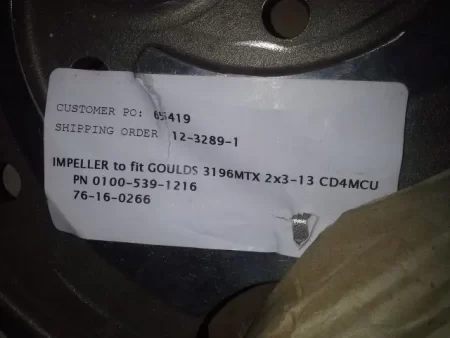 CUSTOMER PO: 65419
SHIPPING ORDER 12-3289-1
IMPELLER to fit GOULDS 3196MTX 2x3-13 CD4MCU
PN 0100-539-1216
76-16-0266